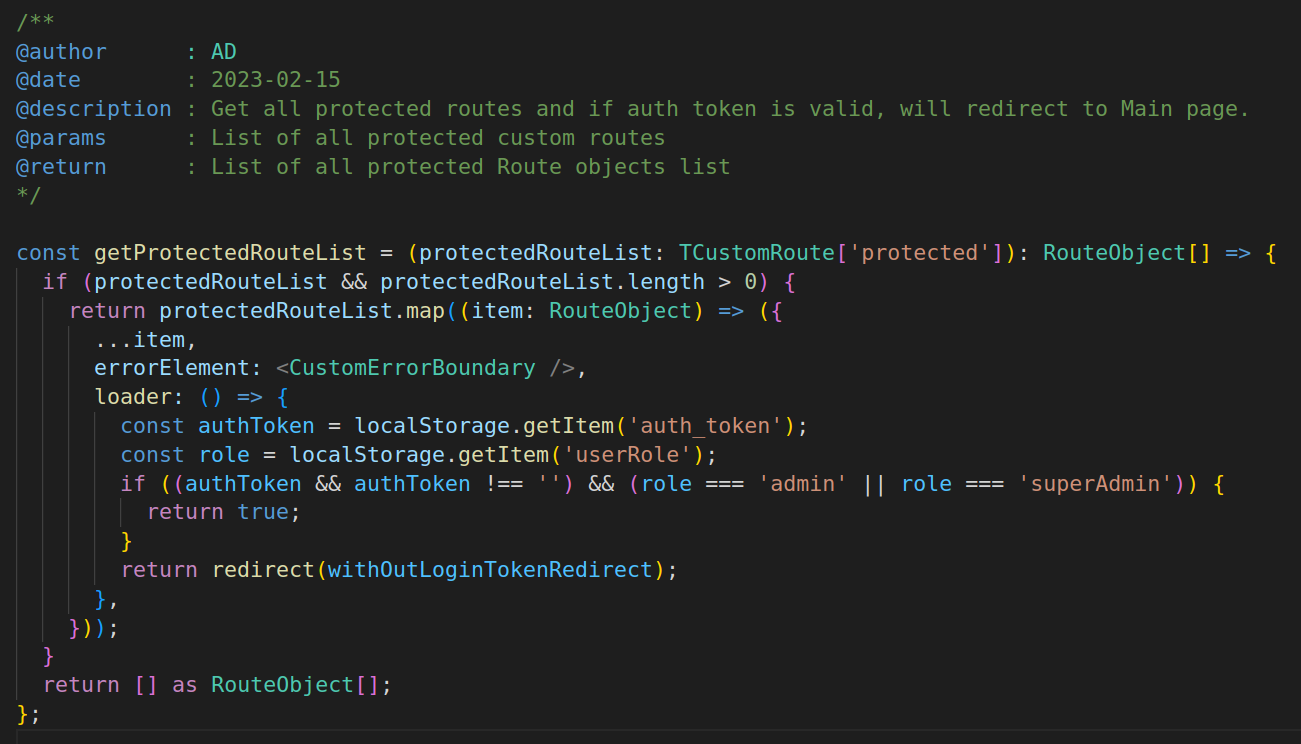 /**
@author      : AD
@date        : 2023-02-15
@description : Get all protected routes and if auth token is valid, will redirect to Main page.
@params      : List of all protected custom routes
@return      : List of all protected Route objects list
*/

const getProtectedRouteList = (protectedRouteList: TCustomRoute['protected']): RouteObject[] => {
  if (protectedRouteList && protectedRouteList.length > 0) {
    return protectedRouteList.map((item: RouteObject) => ({
      ...item,
      errorElement: <CustomErrorBoundary />,
      loader: () => {
        const authToken = localStorage.getItem('auth_token');
        const role = localStorage.getItem('userRole');
        if ((authToken && authToken !== '') && (role === 'admin' || role === 'superAdmin')) {
          return true;
        }
        return redirect(withOutLoginTokenRedirect);
      },
    }));
  }
  return [] as RouteObject[];
};